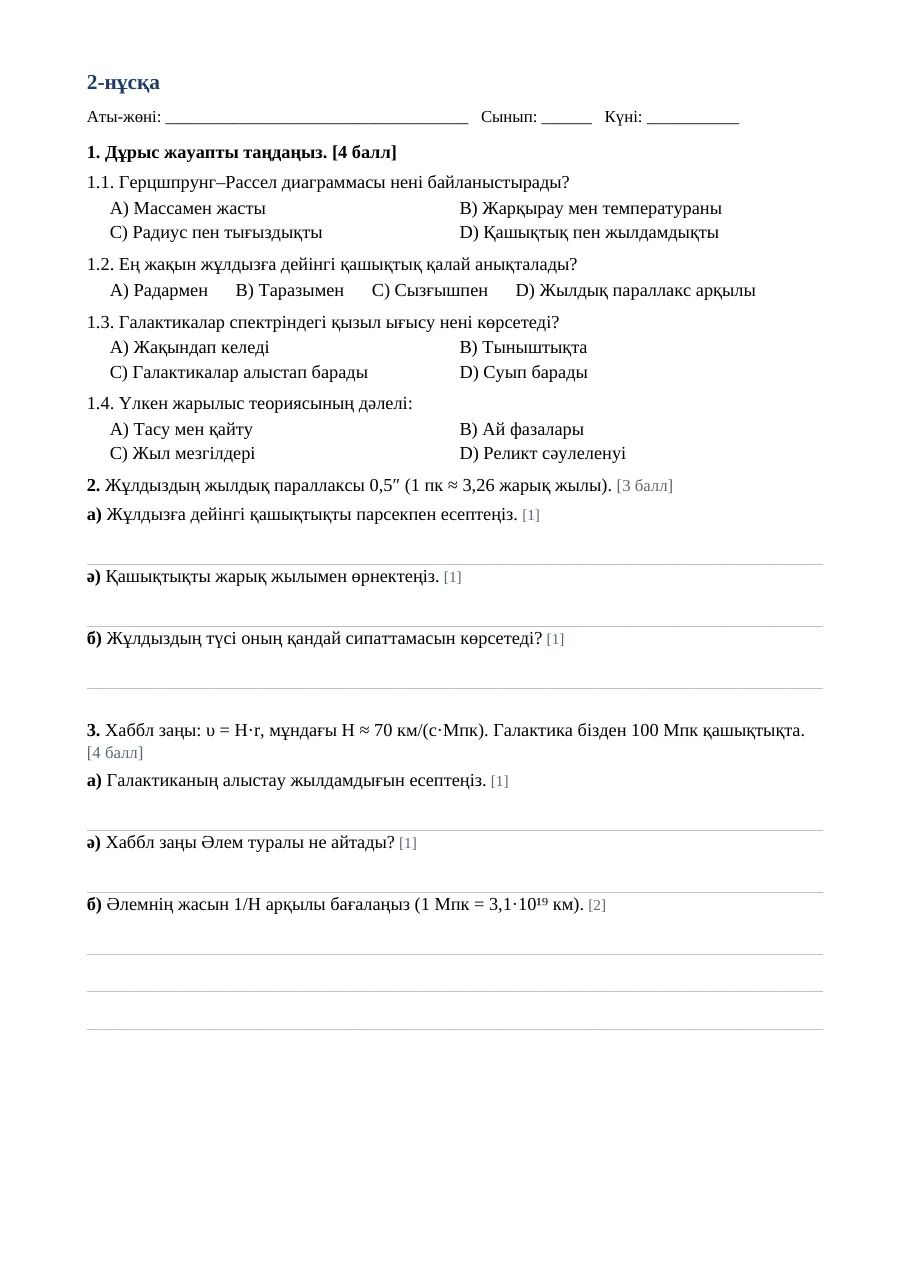 2-нұсқа
Аты-жөні: ____________________________________ Сынып: ______ Күні: ___________
1. Дұрыс жауапты таңдаңыз. [4 балл]
1.1. Герцшпрунг–Рассел диаграммасы нені байланыстырады?
A) Массамен жасты B) Жарқырау мен температураны
C) Радиус пен тығыздықты D) Қашықтық пен жылдамдықты
1.2. Ең жақын жұлдызға дейінгі қашықтық қалай анықталады?
A) Радармен B) Таразымен C) Сызғышпен D) Жылдық параллакс арқылы
1.3. Галактикалар спектріндегі қызыл ығысу нені көрсетеді?
A) Жақындап келеді B) Тыныштықта
C) Галактикалар алыстап барады D) Суып барады
1.4. Үлкен жарылыс теориясының дәлелі:
A) Тасу мен қайту B) Ай фазалары
C) Жыл мезгілдері D) Реликт сәулеленуі
2. Жұлдыздың жылдық параллаксы 0,5″ (1 пк ≈ 3,26 жарық жылы). [3 балл]
а) Жұлдызға дейінгі қашықтықты парсекпен есептеңіз. [1]
ә) Қашықтықты жарық жылымен өрнектеңіз. [1]
б) Жұлдыздың түсі оның қандай сипаттамасын көрсетеді? [1]
3. Хаббл заңы: υ = H·r, мұндағы H ≈ 70 км/(с·Мпк). Галактика бізден 100 Мпк қашықтықта.
[4 балл]
а) Галактиканың алыстау жылдамдығын есептеңіз. [1]
ә) Хаббл заңы Әлем туралы не айтады? [1]
б) Әлемнің жасын 1/H арқылы бағалаңыз (1 Мпк = 3,1·10¹⁹ км). [2]